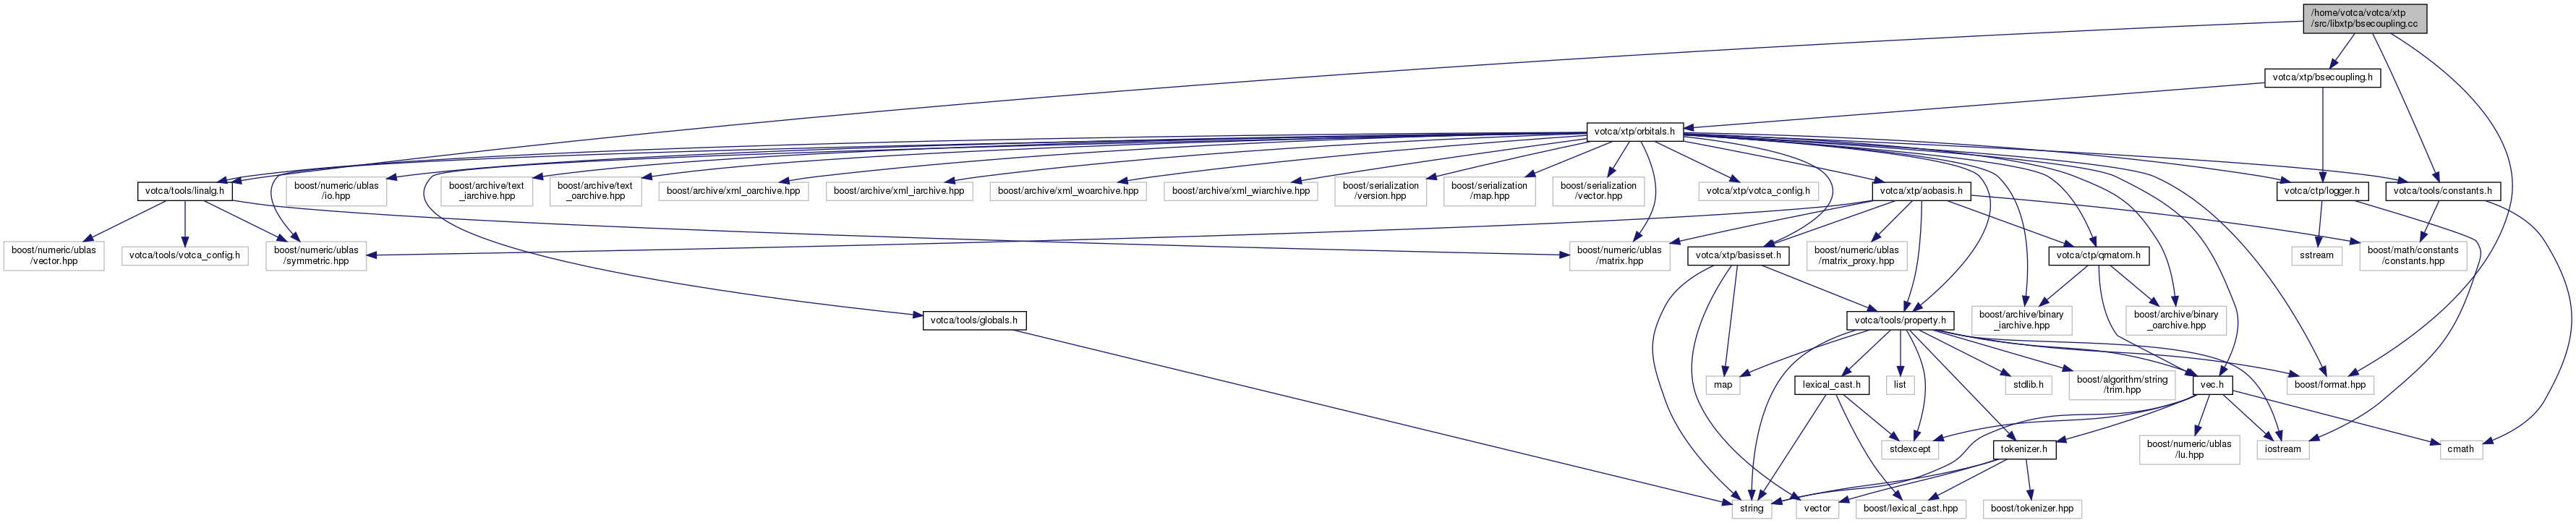 /home/votca/votca/xtp
/src/libxtp/bsecoupling.cc
votca/xtp/bsecoupling.h
votca/xtp/orbitals.h
votca/tools/linalg.h
boost/numeric/ublas
/io.hpp
boost/archive/text
_iarchive.hpp
boost/archive/text
_oarchive.hpp
boost/archive/xml_oarchive.hpp
boost/archive/xml_iarchive.hpp
boost/archive/xml_woarchive.hpp
boost/archive/xml_wiarchive.hpp
boost/serialization
/version.hpp
boost/serialization
/map.hpp
boost/serialization
/vector.hpp
votca/xtp/votca_config.h
votca/xtp/aobasis.h
votca/ctp/logger.h
votca/tools/constants.h
boost/numeric/ublas
/vector.hpp
votca/tools/votca_config.h
boost/numeric/ublas
/symmetric.hpp
boost/numeric/ublas
/matrix.hpp
votca/xtp/basisset.h
boost/numeric/ublas
/matrix_proxy.hpp
votca/ctp/qmatom.h
sstream
boost/math/constants
/constants.hpp
votca/tools/globals.h
votca/tools/property.h
boost/archive/binary
_iarchive.hpp
boost/archive/binary
_oarchive.hpp
map
lexical_cast.h
list
stdlib.h
boost/algorithm/string
/trim.hpp
vec.h
boost/format.hpp
stdexcept
tokenizer.h
boost/numeric/ublas
/lu.hpp
iostream
cmath
string
vector
boost/lexical_cast.hpp
boost/tokenizer.hpp